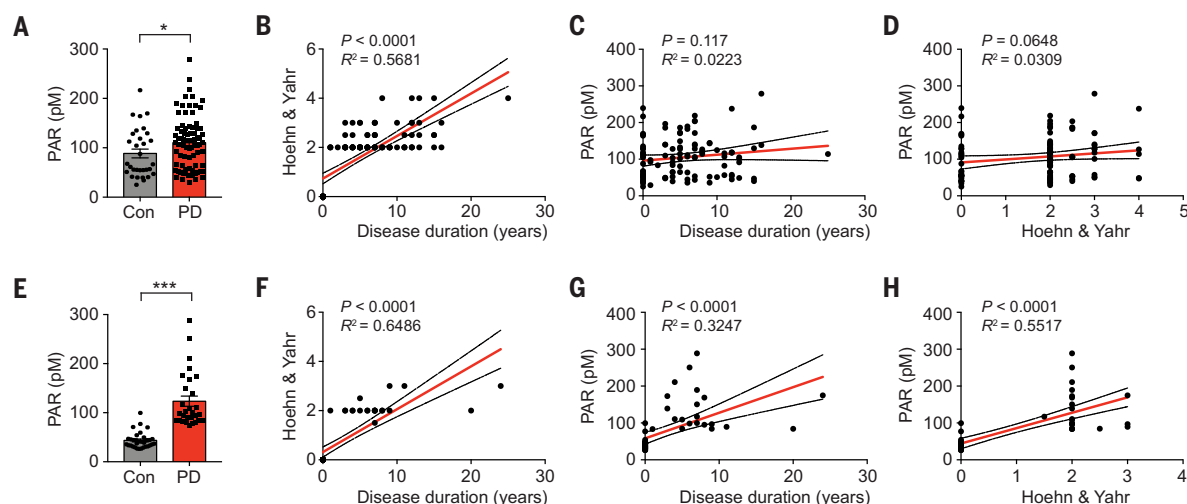 A
*
PAR (pM)
300
200
100
0
Con PD
B
P < 0.0001
R² = 0.5681
Hoehn & Yahr
6
4
2
0
0 10 20 30
Disease duration (years)
C
P = 0.117
R² = 0.0223
PAR (pM)
400
300
200
100
0
0 10 20 30
Disease duration (years)
D
P = 0.0648
R² = 0.0309
PAR (pM)
400
300
200
100
0
0 1 2 3 4 5
Hoehn & Yahr
E
***
PAR (pM)
300
200
100
0
Con PD
F
P < 0.0001
R² = 0.6486
Hoehn & Yahr
6
4
2
0
0 10 20 30
Disease duration (years)
G
P < 0.0001
R² = 0.3247
PAR (pM)
400
300
200
100
0
0 10 20 30
Disease duration (years)
H
P < 0.0001
R² = 0.5517
PAR (pM)
400
300
200
100
0
0 1 2 3 4
Hoehn & Yahr